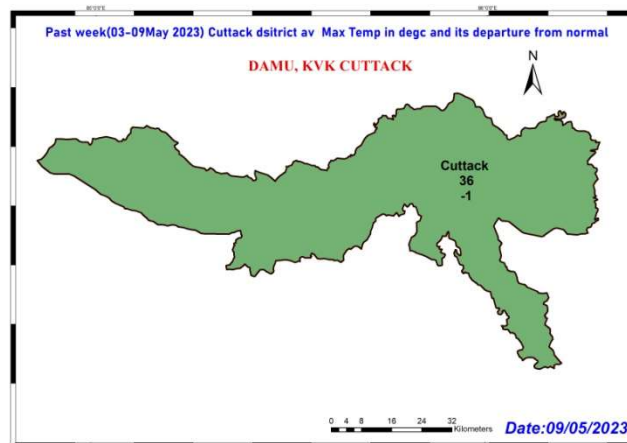 Past week(03-09May 2023) Cuttack dsitrict av Max Temp in degc and its departure from normal
DAMU, KVK CUTTACK
N
Cuttack
36
-1
0 4 8 16 24 32
Kilometers
Date:09/05/2023